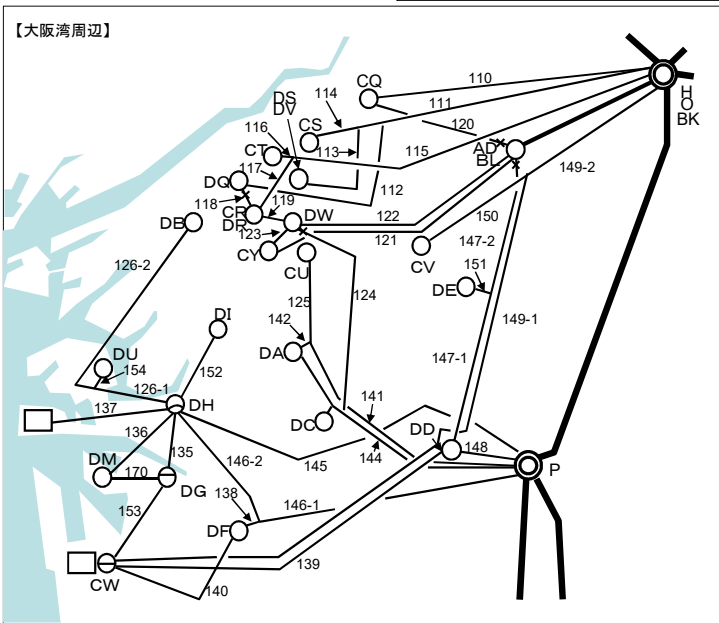 【大阪湾周辺】
CQ
110
H
O
BK
DS
DV
114
111
CS
120
116
CT
113
115
AD
BL
117
149-2
DQ
112
118
119
CR
DR
DW
122
150
DB
123
121
147-2
CY
CV
CU
151
126-2
124
DE
125
149-1
DI
142
DA
147-1
DU
152
154
126-1
141
137
DH
DC
DD
136
144
148
135
146-2
145
P
DM
170
DG
138
146-1
153
DF
139
CW
140